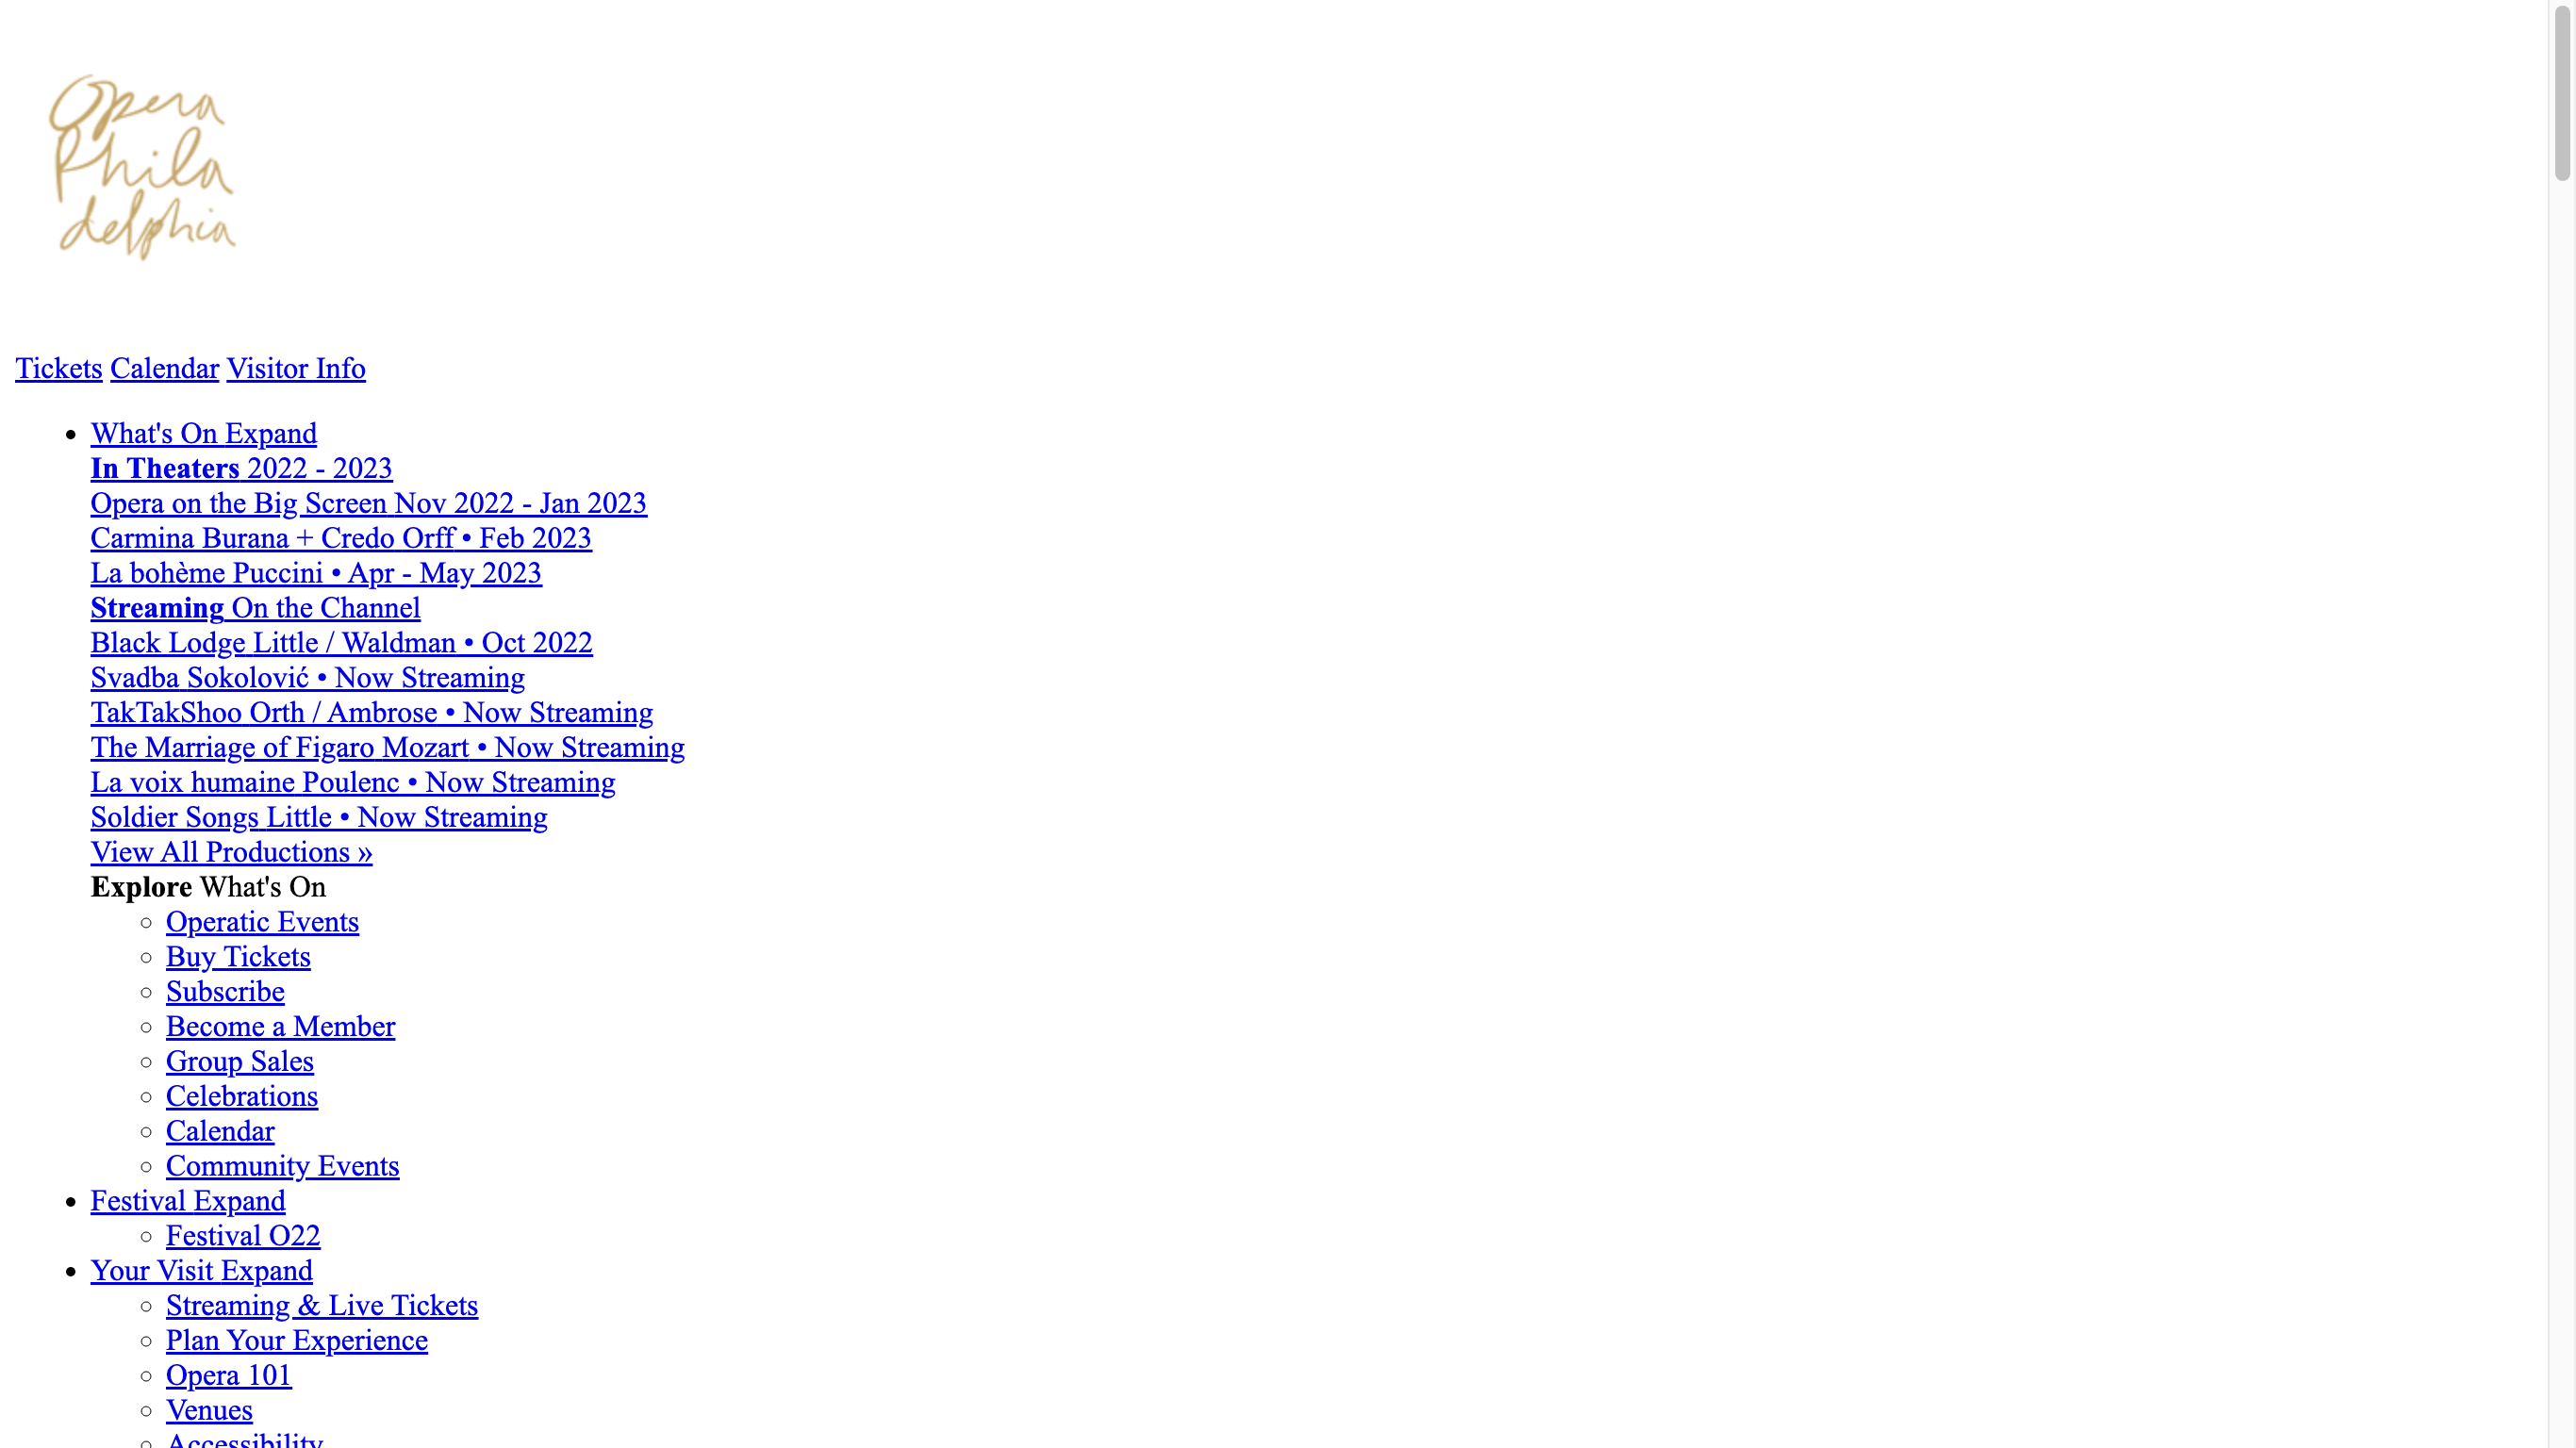 Opera
Phila
delphia
Tickets Calendar Visitor Info
What's On Expand
In Theaters 2022 - 2023
Opera on the Big Screen Nov 2022 - Jan 2023
Carmina Burana + Credo Orff • Feb 2023
La bohème Puccini • Apr - May 2023
Streaming On the Channel
Black Lodge Little / Waldman • Oct 2022
Svadba Sokolović • Now Streaming
TakTakShoo Orth / Ambrose • Now Streaming
The Marriage of Figaro Mozart • Now Streaming
La voix humaine Poulenc • Now Streaming
Soldier Songs Little • Now Streaming
View All Productions »
Explore What's On
Operatic Events
Buy Tickets
Subscribe
Become a Member
Group Sales
Celebrations
Calendar
Community Events
Festival Expand
Festival O22
Your Visit Expand
Streaming & Live Tickets
Plan Your Experience
Opera 101
Venues
Accessibility